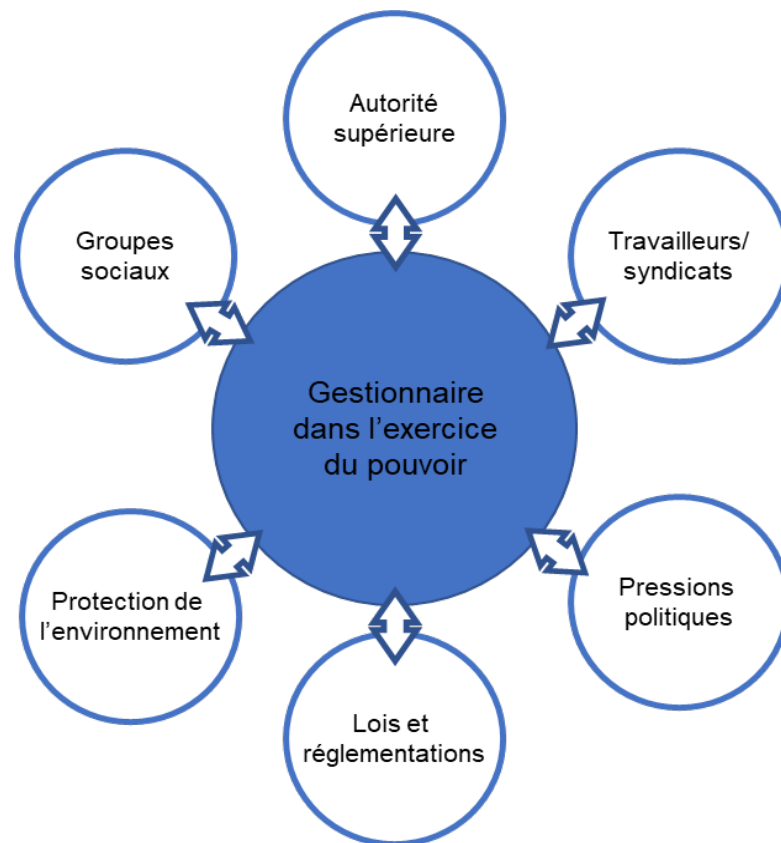 Autorité
supérieure
Groupes
sociaux
Travailleurs/
syndicats
Gestionnaire
dans l’exercice
du pouvoir
Protection de
l’environnement
Pressions
politiques
Lois et
réglementations